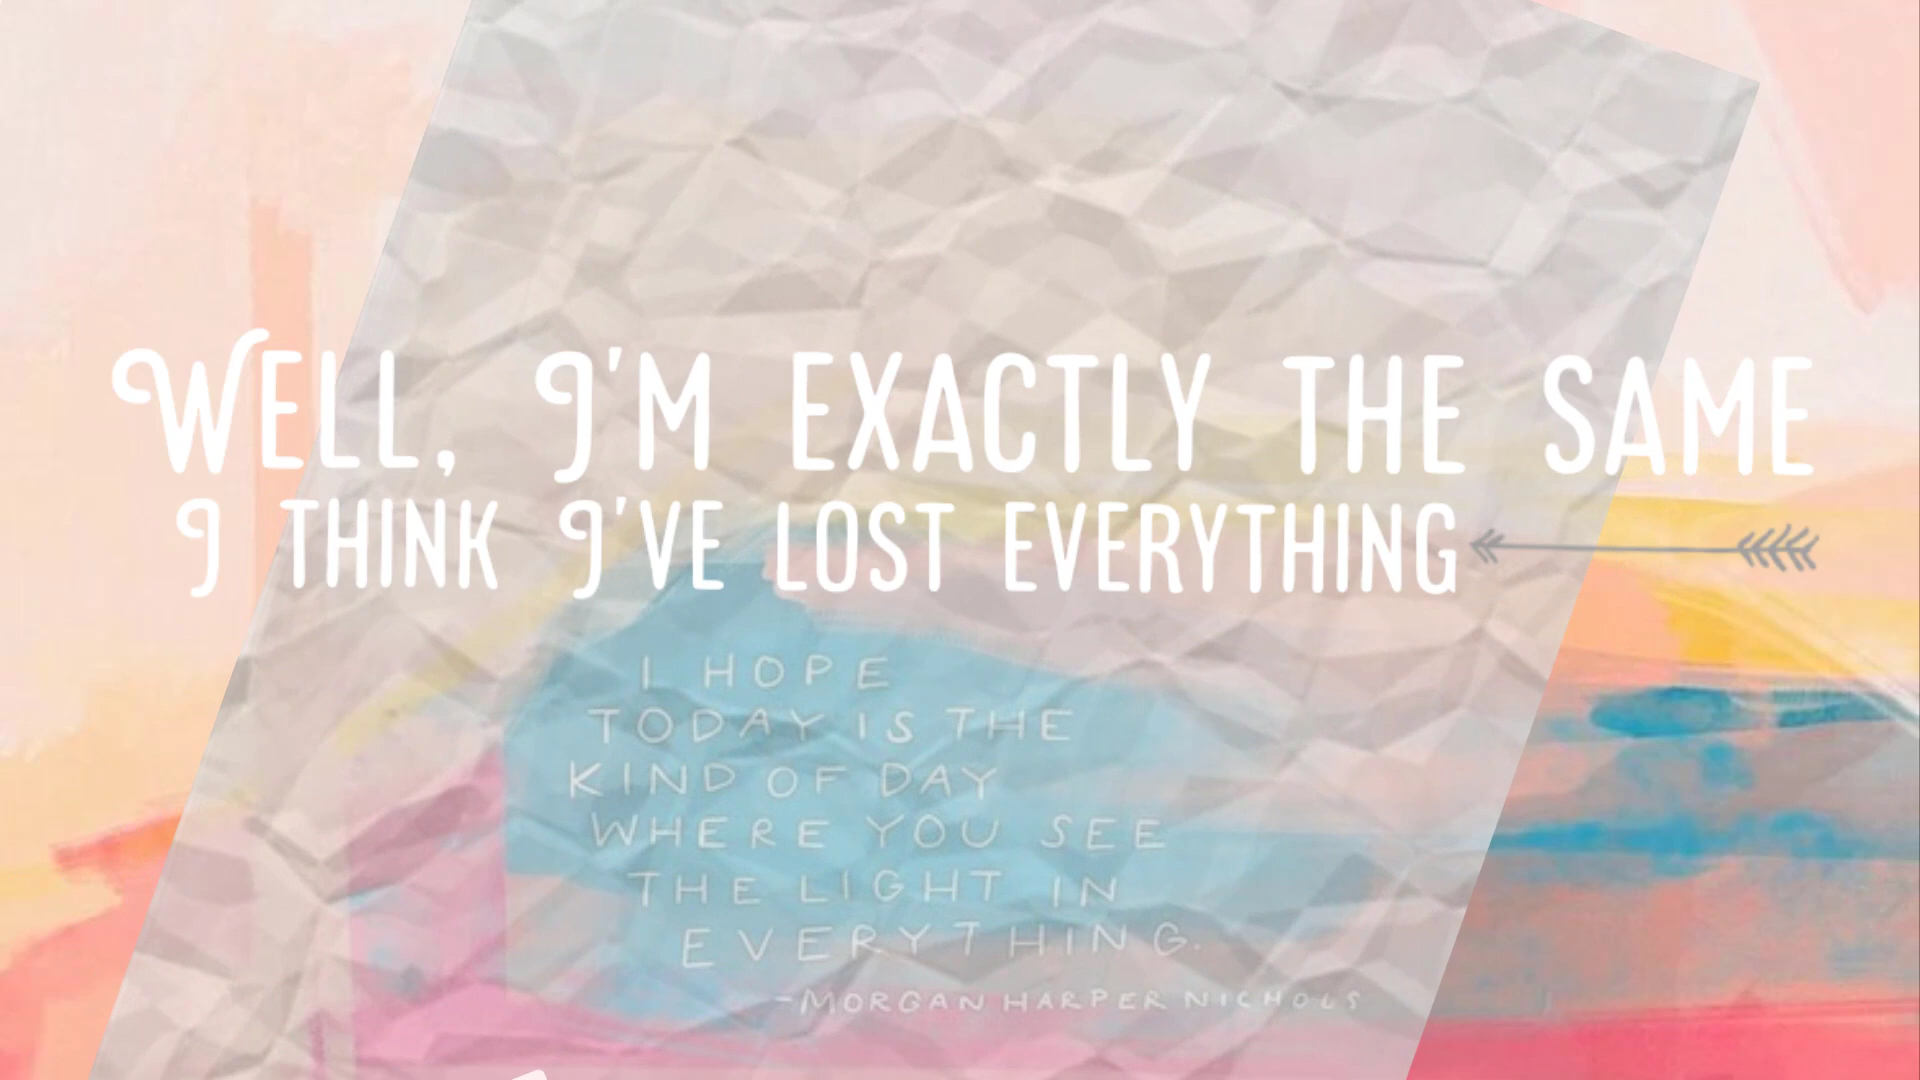 Well, I'm exactly the same
I think I've lost everything
I HOPE
TODAY IS THE
KIND OF DAY
WHERE YOU SEE
THE LIGHT IN
EVERYTHING.
-MORGAN HARPER NICHOLS